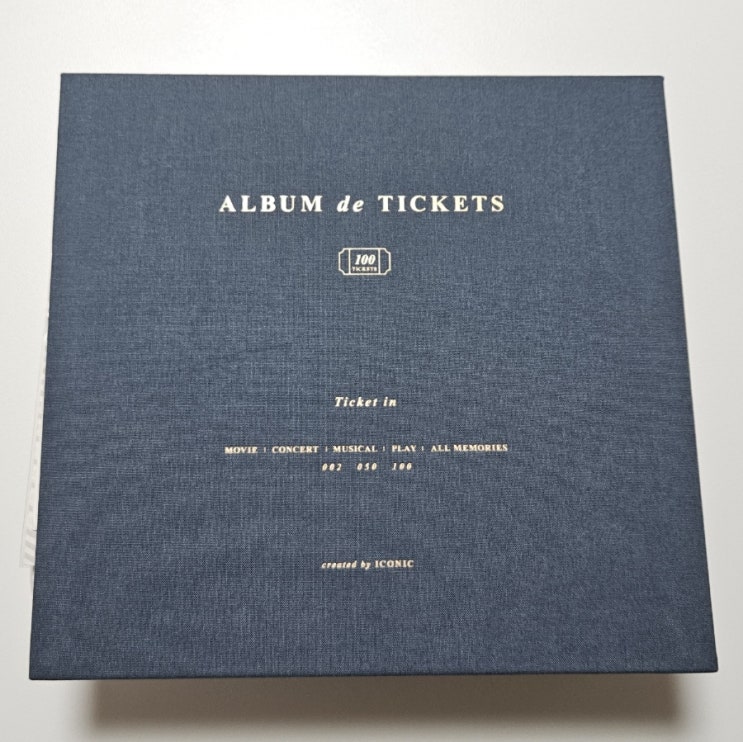 ALBUM de TICKETS
100
TICKETS
Ticket in
MOVIE | CONCERT | MUSICAL | PLAY | ALL MEMORIES
002 050 100
created by ICONIC